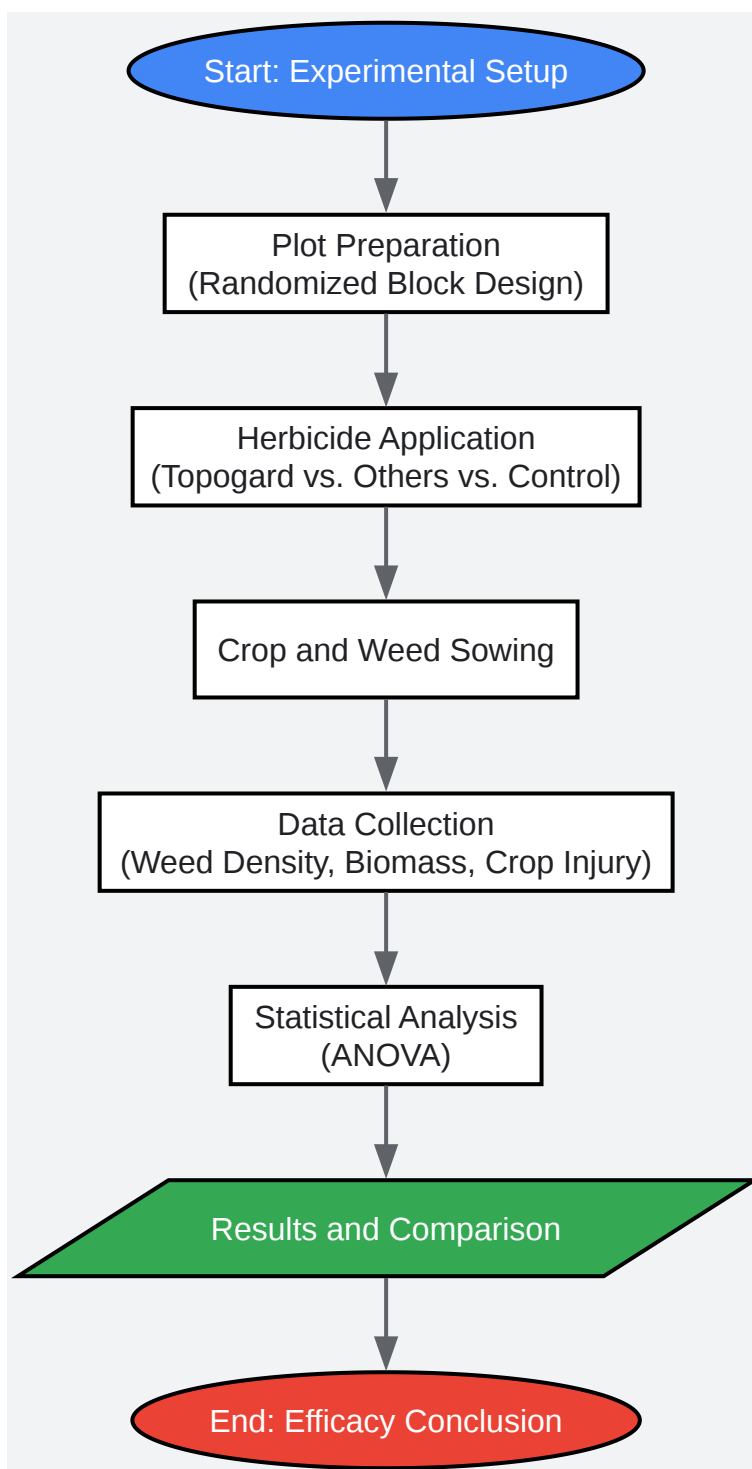 Start: Experimental Setup
Plot Preparation
(Randomized Block Design)
Herbicide Application
(Topogard vs. Others vs. Control)
Crop and Weed Sowing
Data Collection
(Weed Density, Biomass, Crop Injury)
Statistical Analysis
(ANOVA)
Results and Comparison
End: Efficacy Conclusion